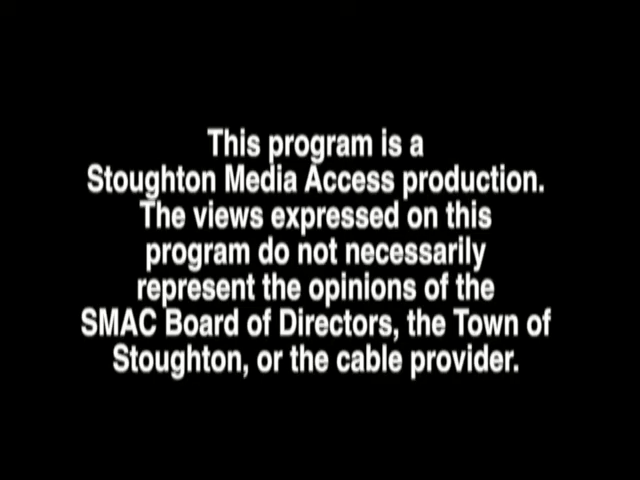 This program is a
Stoughton Media Access production.
The views expressed on this
program do not necessarily
represent the opinions of the
SMAC Board of Directors, the Town of
Stoughton, or the cable provider.